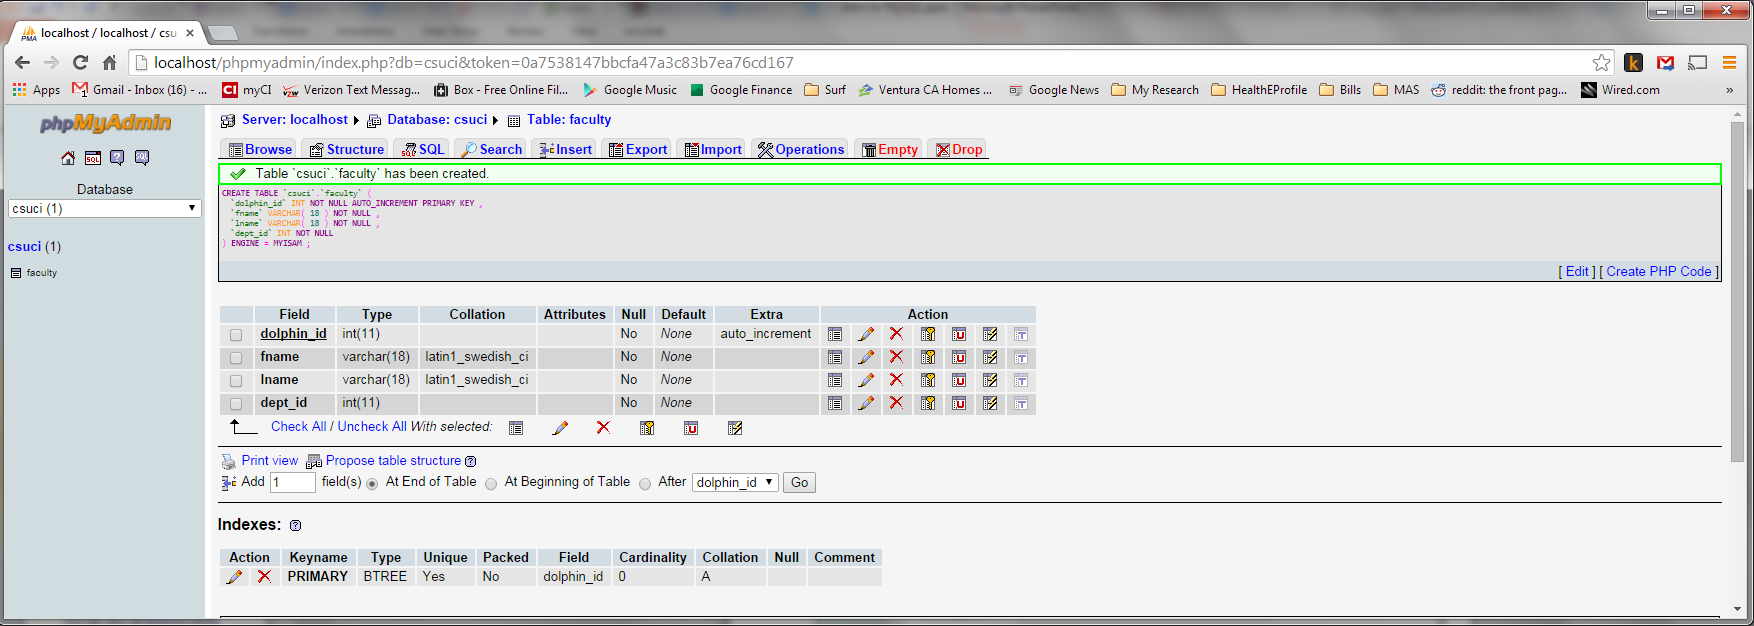 localhost / localhost / csu
localhost/phpmyadmin/index.php?db=csuci&token=0a7538147bbcfa47a3c83b7ea76cd167
Apps Gmail - Inbox (16) - ... CI myCI Verizon Text Messag... Box - Free Online Fil... Google Music Google Finance Surf Ventura CA Homes ... Google News My Research HealthEProfile Bills MAS reddit: the front pag... Wired.com »
phpMyAdmin
Database
csuci (1)
csuci (1)
faculty
Server: localhost Database: csuci Table: faculty
Browse Structure SQL Search Insert Export Import Operations Empty Drop
Table `csuci`.`faculty` has been created.
CREATE TABLE `csuci`.`faculty` (
`dolphin_id` INT NOT NULL AUTO_INCREMENT PRIMARY KEY ,
`fname` VARCHAR( 18 ) NOT NULL ,
`lname` VARCHAR( 18 ) NOT NULL ,
`dept_id` INT NOT NULL
) ENGINE = MYISAM ;
[ Edit ] [ Create PHP Code ]
Field Type Collation Attributes Null Default Extra Action
dolphin_id int(11) No None auto_increment
fname varchar(18) latin1_swedish_ci No None
lname varchar(18) latin1_swedish_ci No None
dept_id int(11) No None
Check All / Uncheck All With selected:
Print view Propose table structure
Add 1 field(s) At End of Table At Beginning of Table After dolphin_id Go
Indexes:
Action Keyname Type Unique Packed Field Cardinality Collation Null Comment
PRIMARY BTREE Yes No dolphin_id 0 A